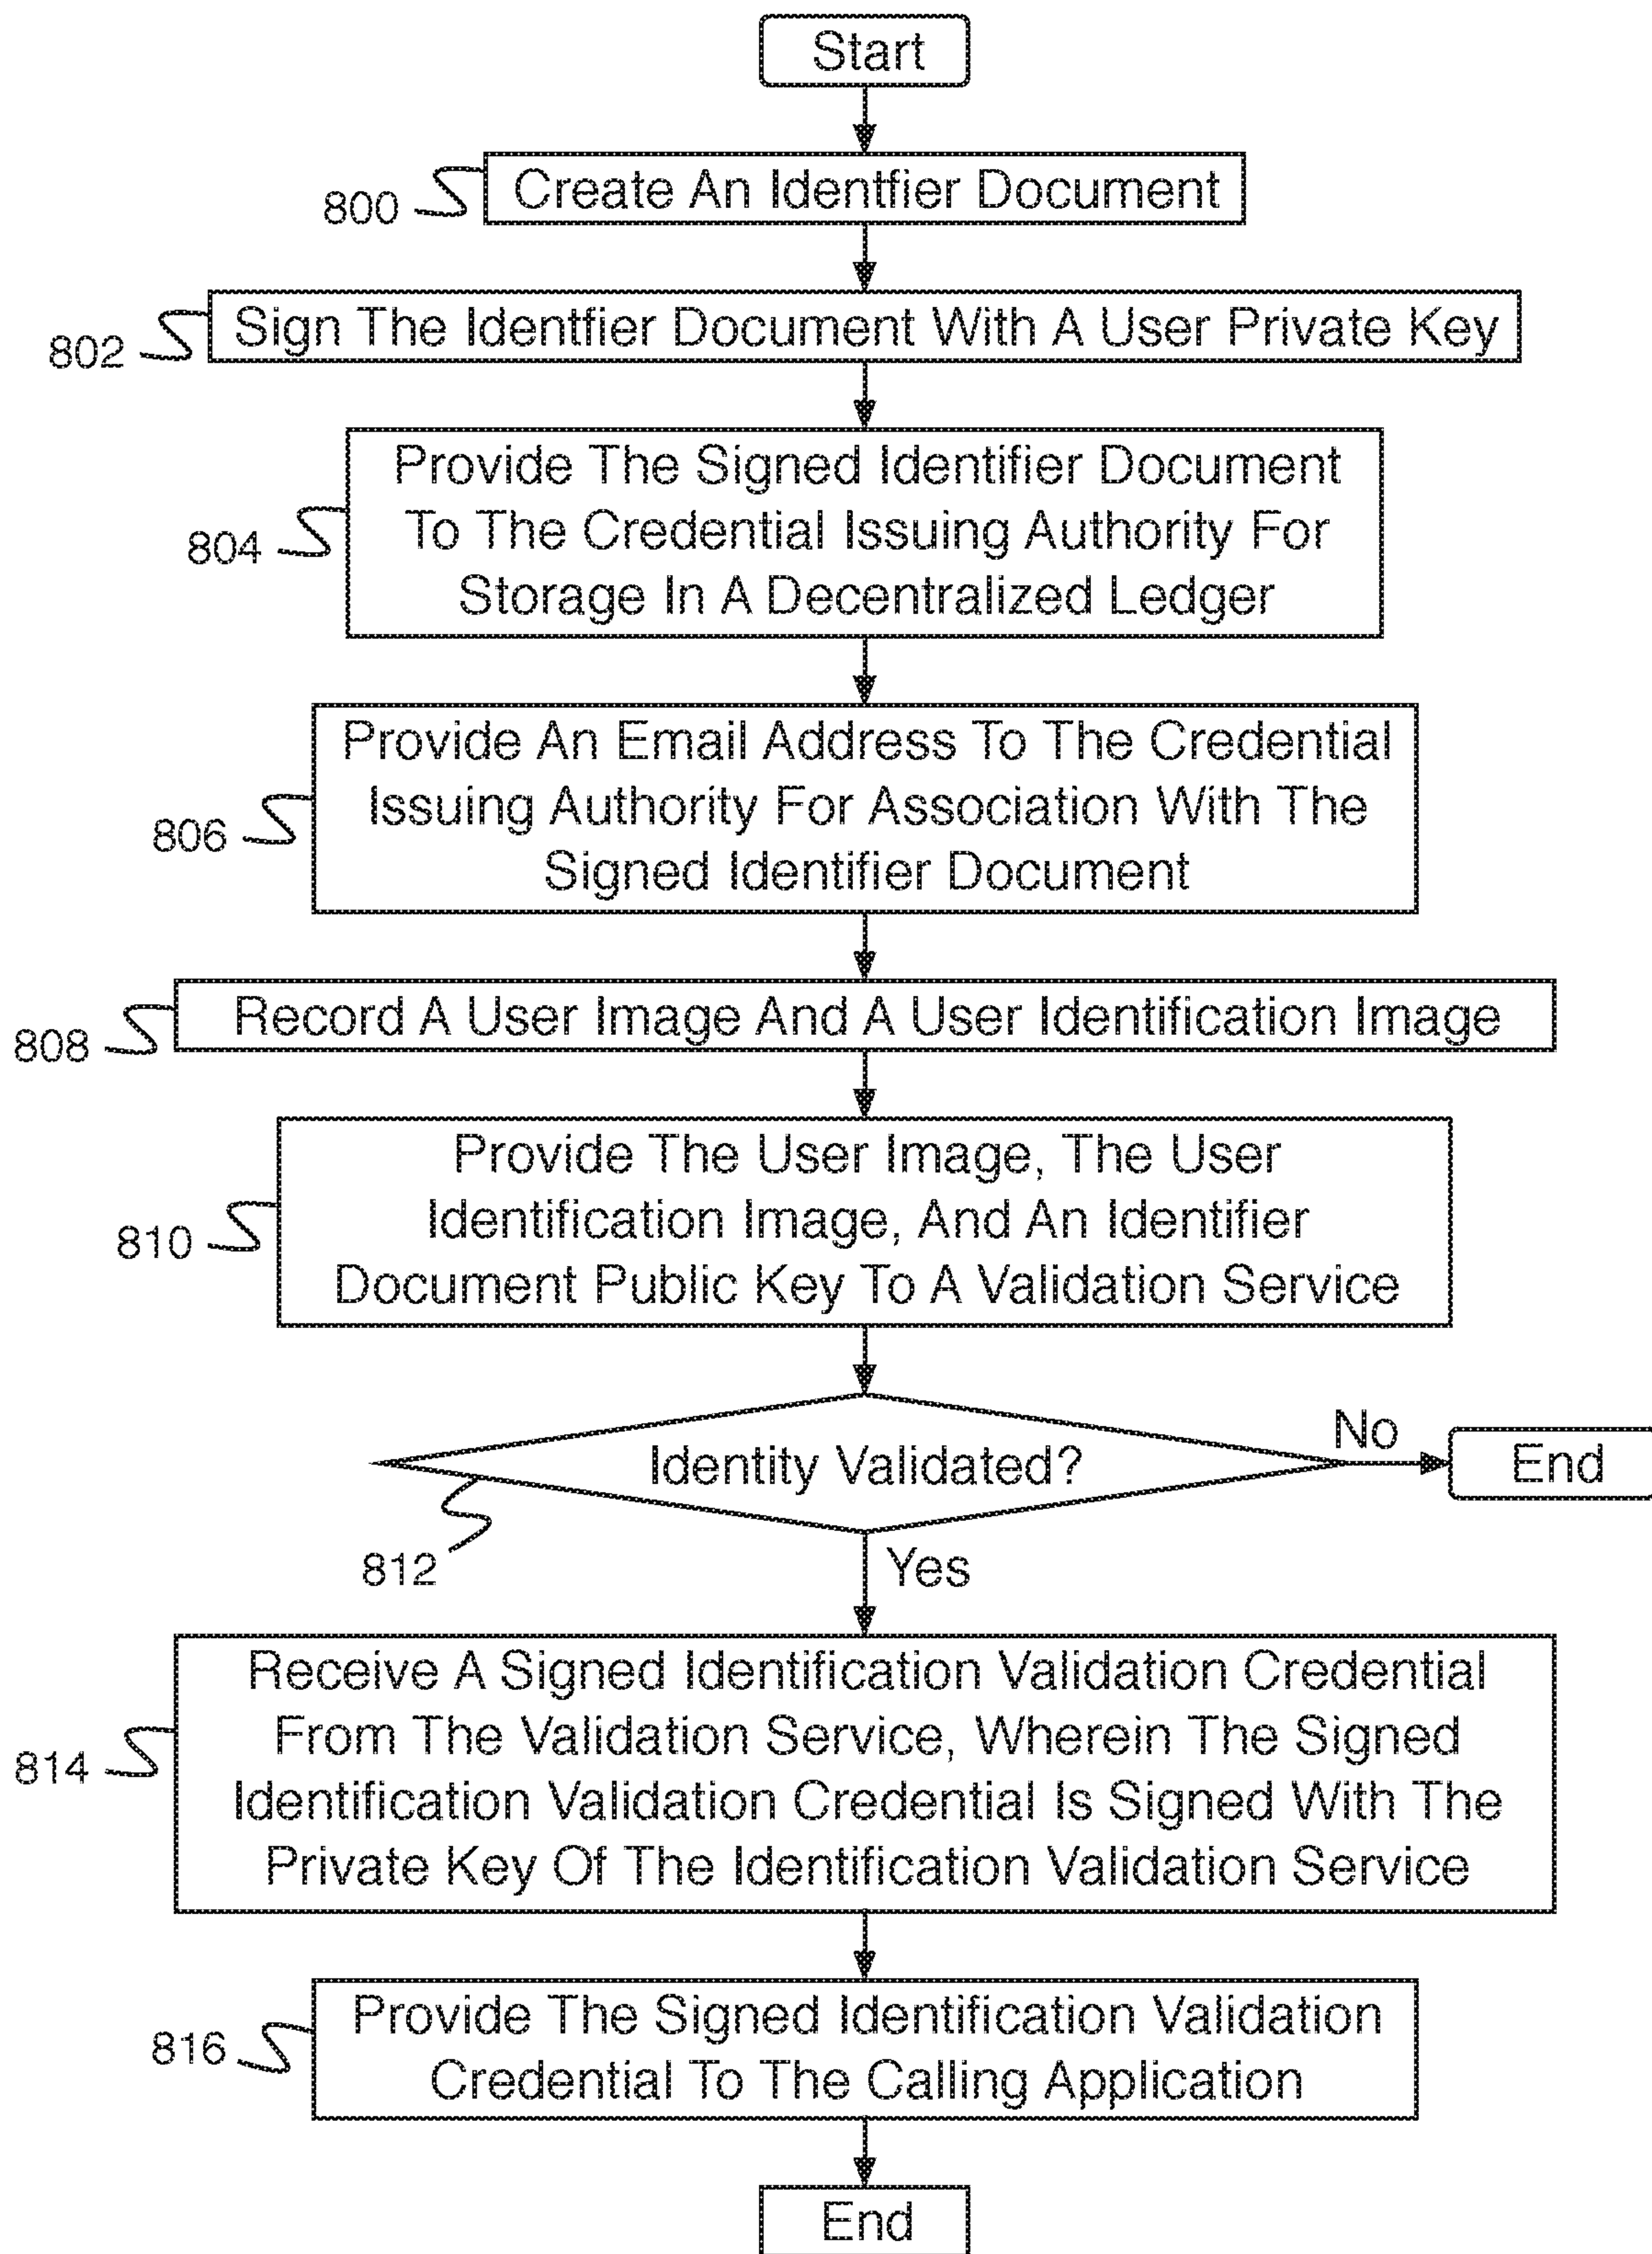 Start
800
Create An Identfier Document
802
Sign The Identfier Document With A User Private Key
804
Provide The Signed Identifier Document
To The Credential Issuing Authority For
Storage In A Decentralized Ledger
806
Provide An Email Address To The Credential
Issuing Authority For Association With The
Signed Identifier Document
808
Record A User Image And A User Identification Image
810
Provide The User Image, The User
Identification Image, And An Identifier
Document Public Key To A Validation Service
812
Identity Validated?
No
End
Yes
814
Receive A Signed Identification Validation Credential
From The Validation Service, Wherein The Signed
Identification Validation Credential Is Signed With The
Private Key Of The Identification Validation Service
816
Provide The Signed Identification Validation
Credential To The Calling Application
End